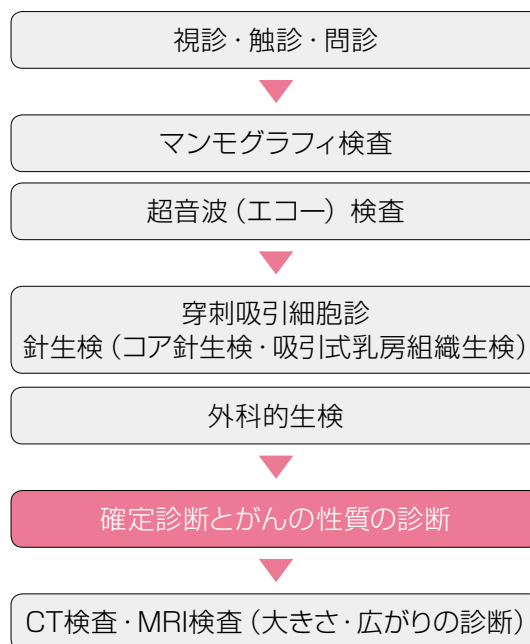 視診・触診・問診
マンモグラフィ検査
超音波（エコー）検査
穿刺吸引細胞診
針生検（コア針生検・吸引式乳房組織生検）
外科的生検
確定診断とがんの性質の診断
CT検査・MRI検査（大きさ・広がりの診断）